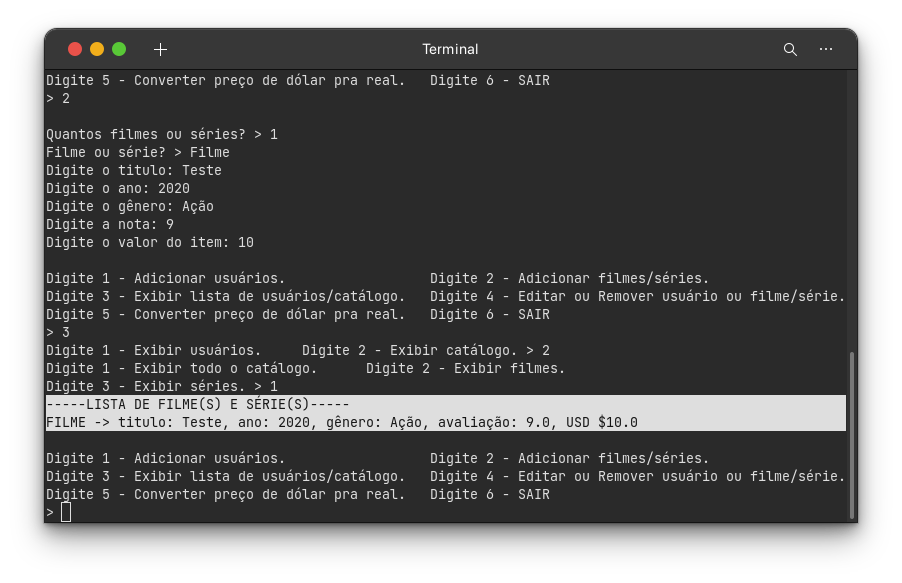 Terminal
Digite 5 - Converter preço de dólar pra real.   Digite 6 - SAIR
> 2
Quantos filmes ou séries? > 1
Filme ou série? > Filme
Digite o titulo: Teste
Digite o ano: 2020
Digite o gênero: Ação
Digite a nota: 9
Digite o valor do item: 10
Digite 1 - Adicionar usuários.                  Digite 2 - Adicionar filmes/séries.
Digite 3 - Exibir lista de usuários/catálogo.   Digite 4 - Editar ou Remover usuário ou filme/série.
Digite 5 - Converter preço de dólar pra real.   Digite 6 - SAIR
> 3
Digite 1 - Exibir usuários.     Digite 2 - Exibir catálogo. > 2
Digite 1 - Exibir todo o catálogo.      Digite 2 - Exibir filmes.
Digite 3 - Exibir séries. > 1
-----LISTA DE FILME(S) E SÉRIE(S)-----
FILME -> titulo: Teste, ano: 2020, gênero: Ação, avaliação: 9.0, USD $10.0
Digite 1 - Adicionar usuários.                  Digite 2 - Adicionar filmes/séries.
Digite 3 - Exibir lista de usuários/catálogo.   Digite 4 - Editar ou Remover usuário ou filme/série.
Digite 5 - Converter preço de dólar pra real.   Digite 6 - SAIR
>